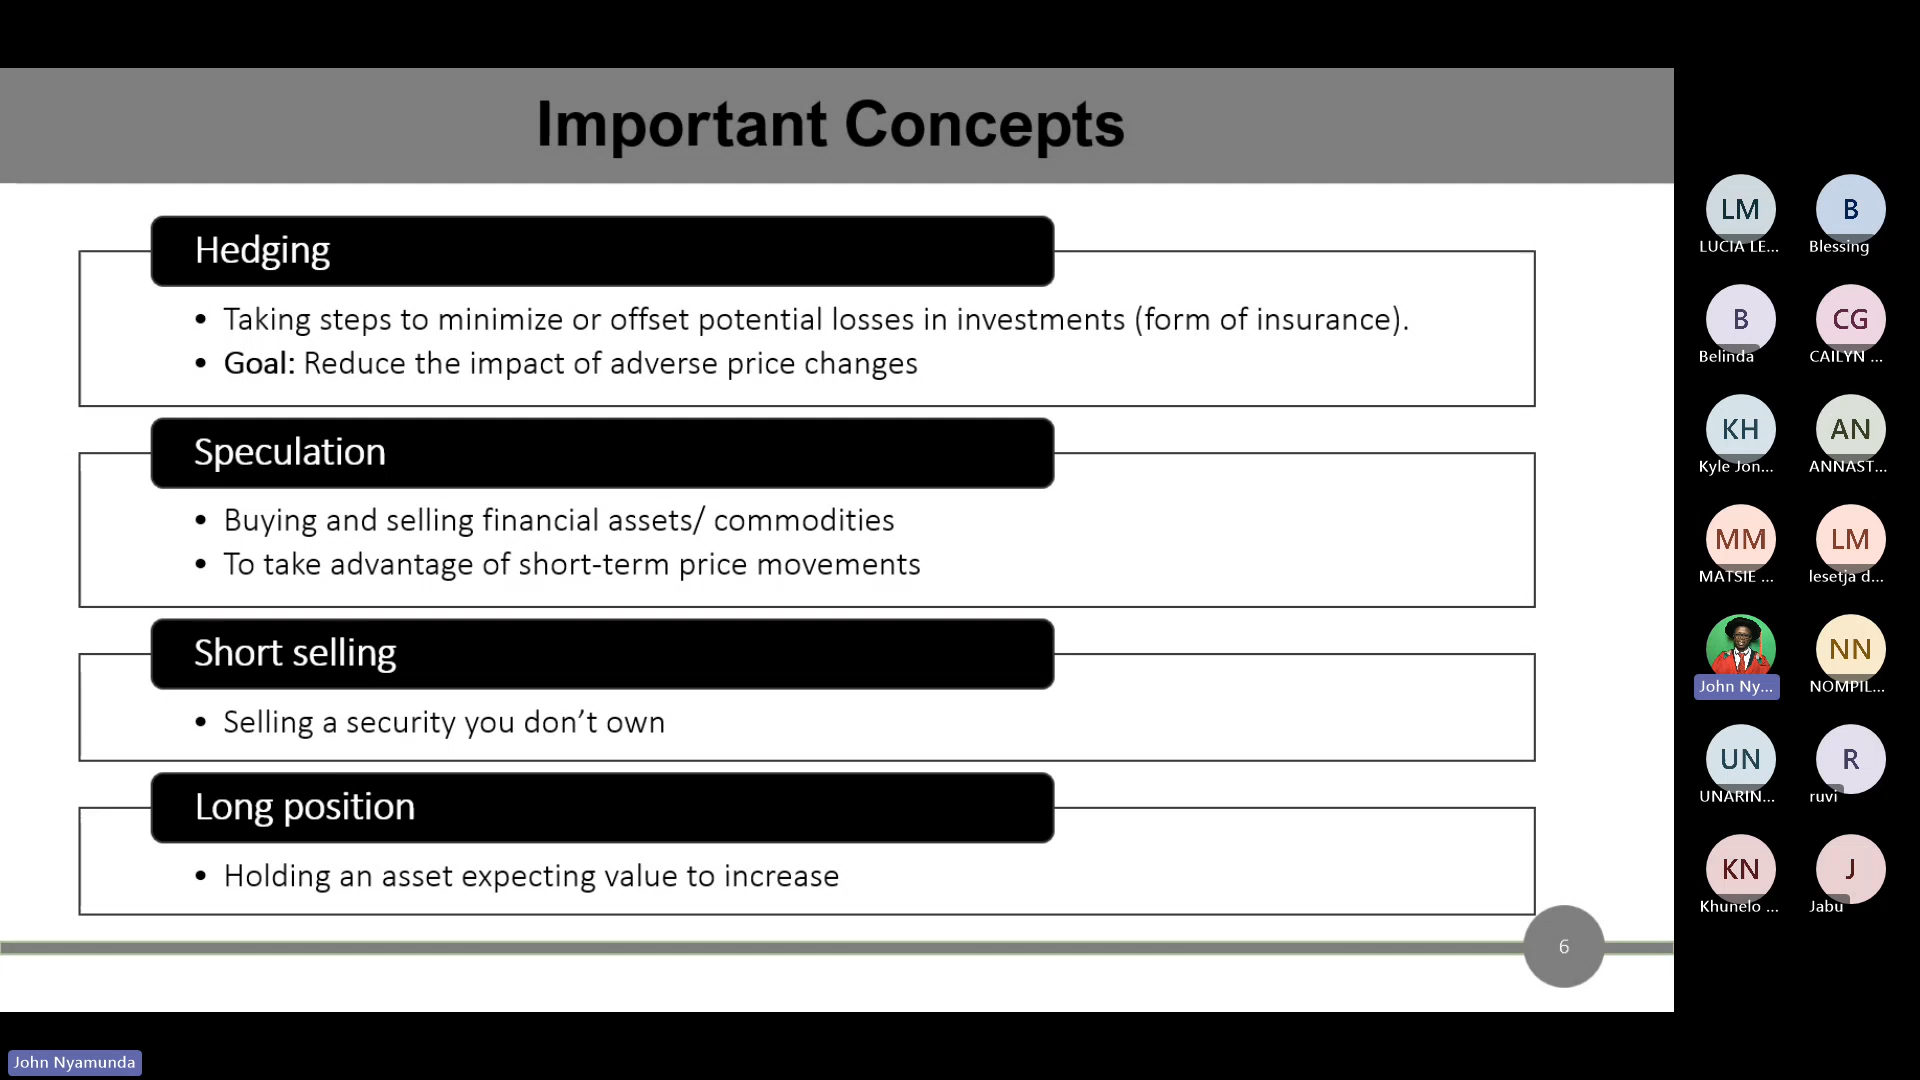 Important Concepts
Hedging
• Taking steps to minimize or offset potential losses in investments (form of insurance).
• Goal: Reduce the impact of adverse price changes
Speculation
• Buying and selling financial assets/ commodities
• To take advantage of short-term price movements
Short selling
• Selling a security you don’t own
Long position
• Holding an asset expecting value to increase
6
LM
LUCIA LE...
B
Blessing
B
Belinda
CG
CAILYN ...
KH
Kyle Jon...
AN
ANNAST...
MM
MATSIE ...
LM
lesetja d...
John Ny...
NN
NOMPIL...
UN
UNARIN...
R
ruvi
KN
Khunelo ...
J
Jabu
John Nyamunda